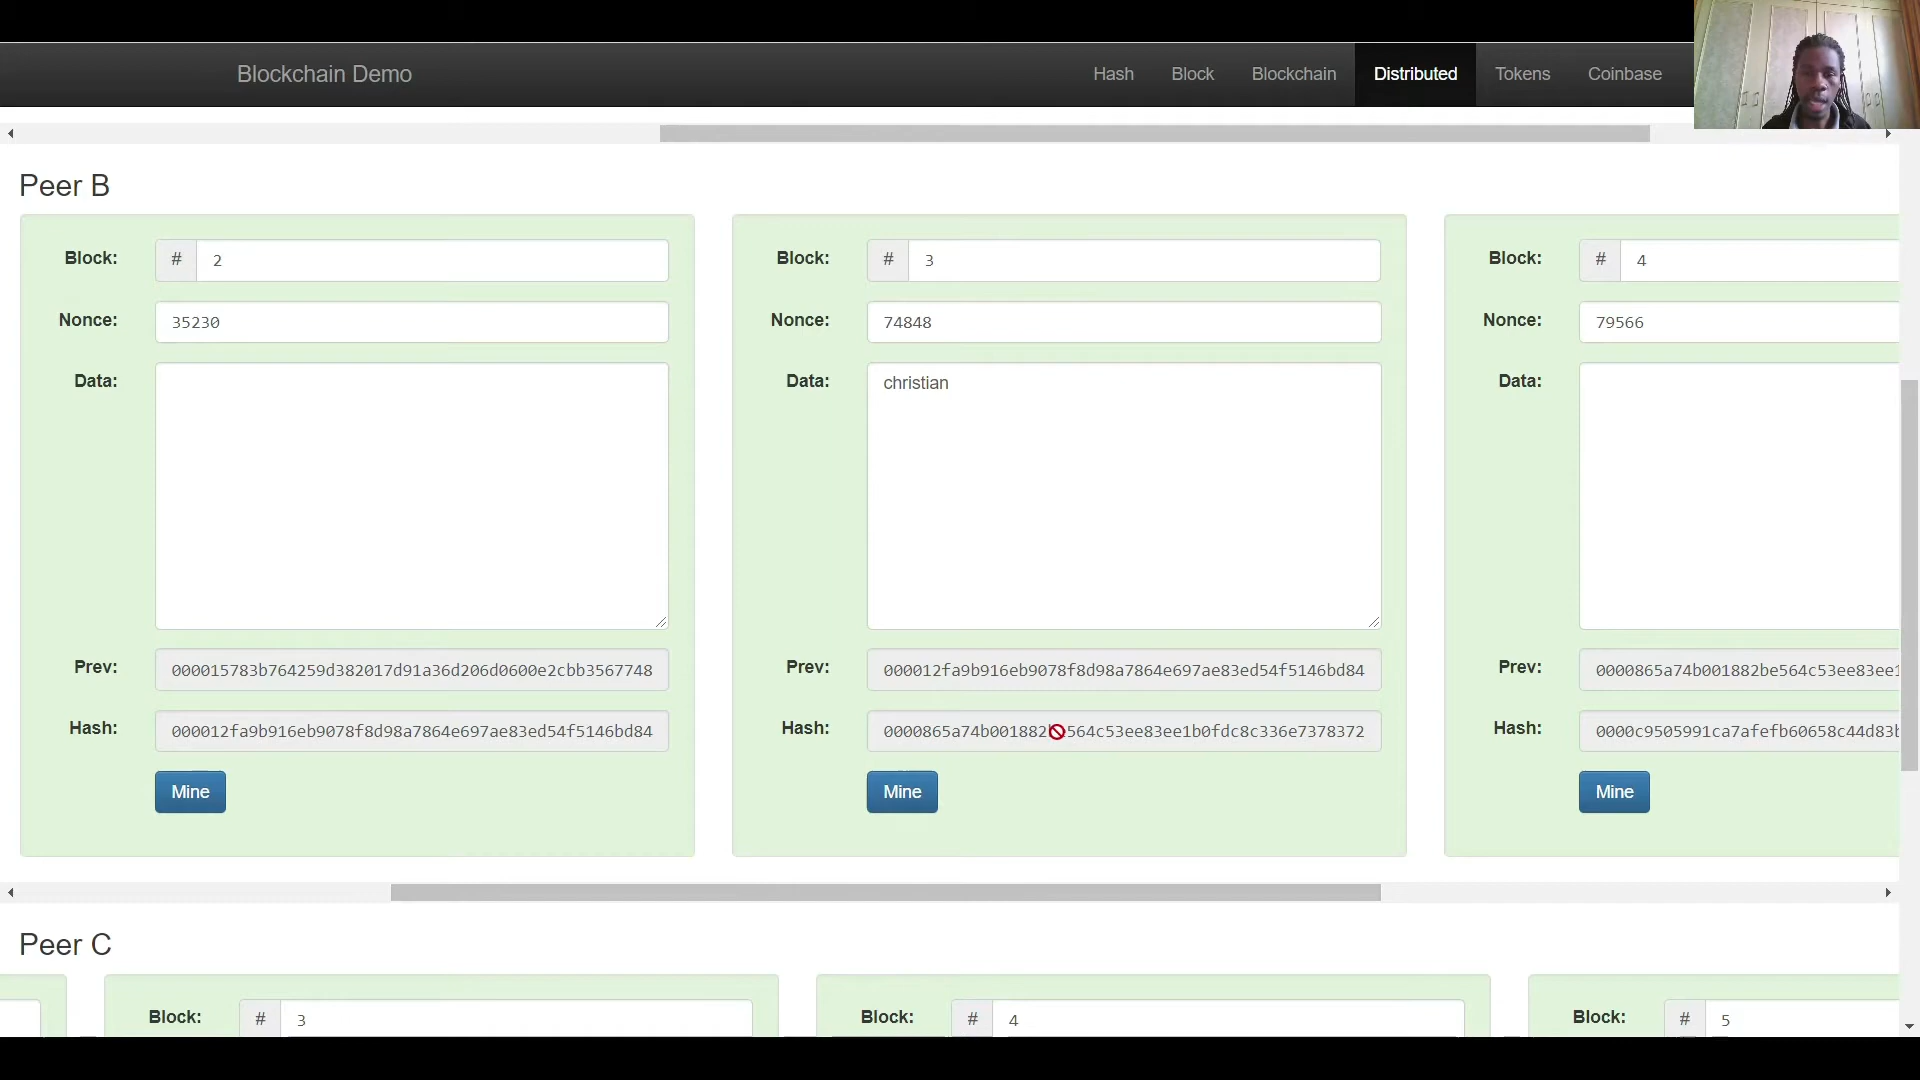 Blockchain Demo
Hash Block Blockchain Distributed Tokens Coinbase
Peer B
Block: # 2
Nonce: 35230
Data:
Prev: 000015783b764259d382017d91a36d206d0600e2cbb3567748
Hash: 000012fa9b916eb9078f8d98a7864e697ae83ed54f5146bd84
Mine
Block: # 3
Nonce: 74848
Data: christian
Prev: 000012fa9b916eb9078f8d98a7864e697ae83ed54f5146bd84
Hash:
Mine
Block: # 4
Nonce: 79566
Data:
Prev: 0000865a74b001882be564c53ee83ee1
Hash: 0000c9505991ca7afefb60658c44d83b
Mine
Peer C
Block: # 3
Block: # 4
Block: # 5